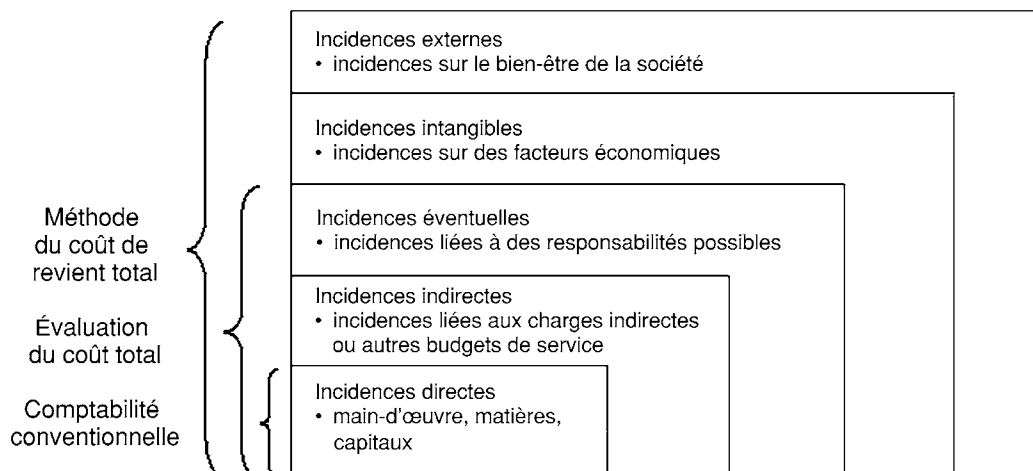 Incidences externes
• incidences sur le bien-être de la société
Incidences intangibles
• incidences sur des facteurs économiques
Incidences éventuelles
• incidences liées à des responsabilités possibles
Incidences indirectes
• incidences liées aux charges indirectes
ou autres budgets de service
Incidences directes
• main-d'œuvre, matières,
capitaux
Méthode
du coût de
revient total
Évaluation
du coût total
Comptabilité
conventionnelle